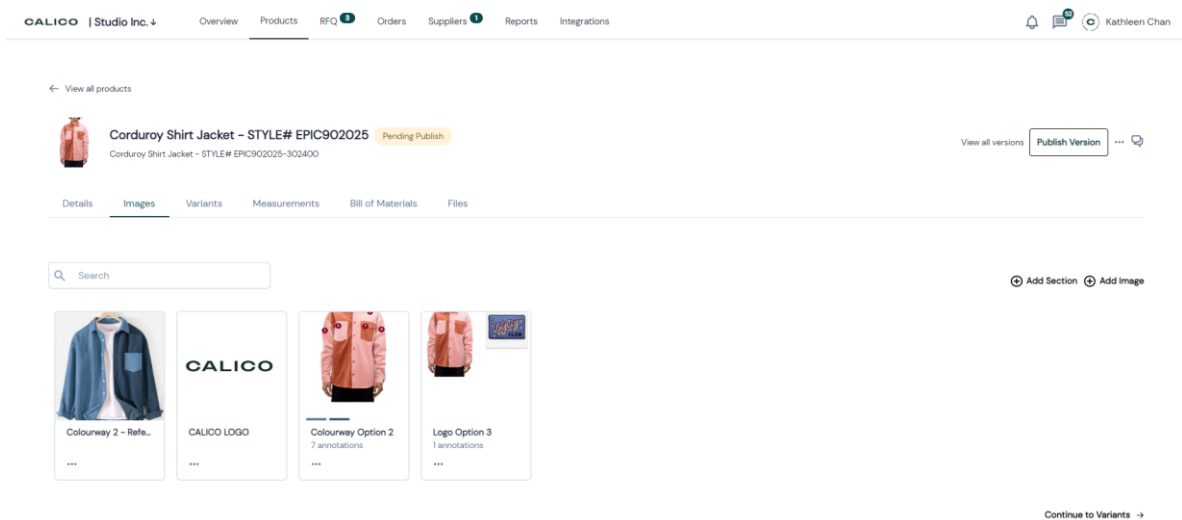 CALICO | Studio Inc. ↓ Overview Products RFQ 3 Orders Suppliers 1 Reports Integrations 52 C Kathleen Chan
← View all products
Corduroy Shirt Jacket - STYLE# EPIC902025 Pending Publish
Corduroy Shirt Jacket - STYLE# EPIC902025-302400
View all versions Publish Version ...
Details Images Variants Measurements Bill of Materials Files
Search
Add Section Add Image
CALICO
Colourway 2 - Refe... CALICO LOGO Colourway Option 2 Logo Option 3
7 annotations 1 annotations
... ... ... ...
Continue to Variants →